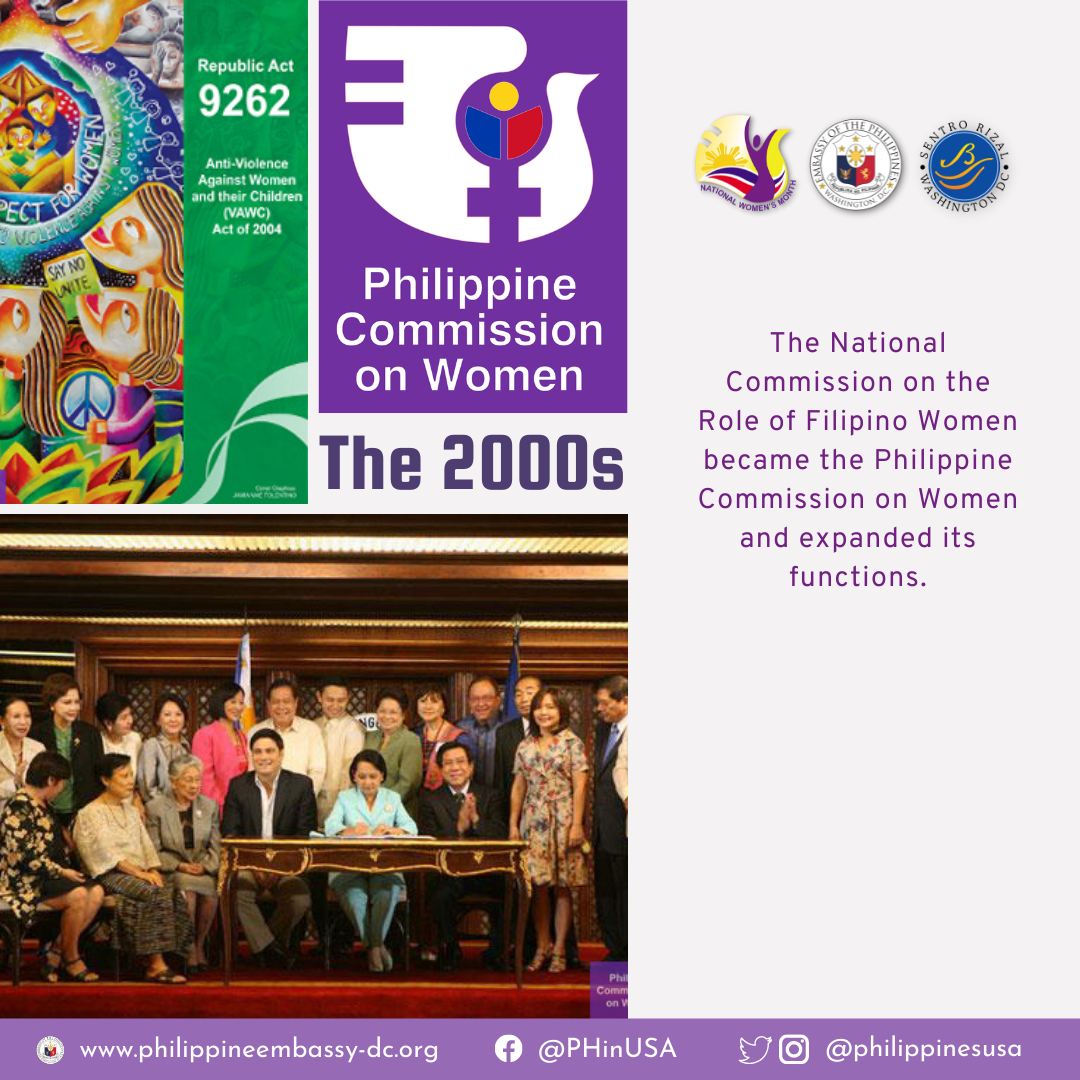 Republic Act
9262
Anti-Violence
Against Women
and their Children
(VAWC)
Act of 2004
FOR WOMEN
SAY NO
UNITE
Philippine
Commission
on Women
The 2000s
NATIONAL WOMEN'S MONTH
EMBASSY OF THE PHILIPPINES
WASHINGTON, DC
SENTRO RIZAL
WASHINGTON DC
The National
Commission on the
Role of Filipino Women
became the Philippine
Commission on Women
and expanded its
functions.
www.philippineembassy-dc.org
@PHinUSA
@philippinesusa